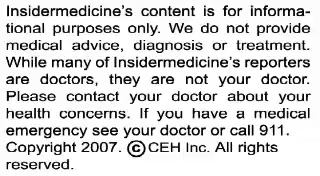 Insidermedicine's content is for informa-
tional purposes only. We do not provide
medical advice, diagnosis or treatment.
While many of Insidermedicine's reporters
are doctors, they are not your doctor.
Please contact your doctor about your
health concerns. If you have a medical
emergency see your doctor or call 911.
Copyright 2007. ©CEH Inc. All rights
reserved.